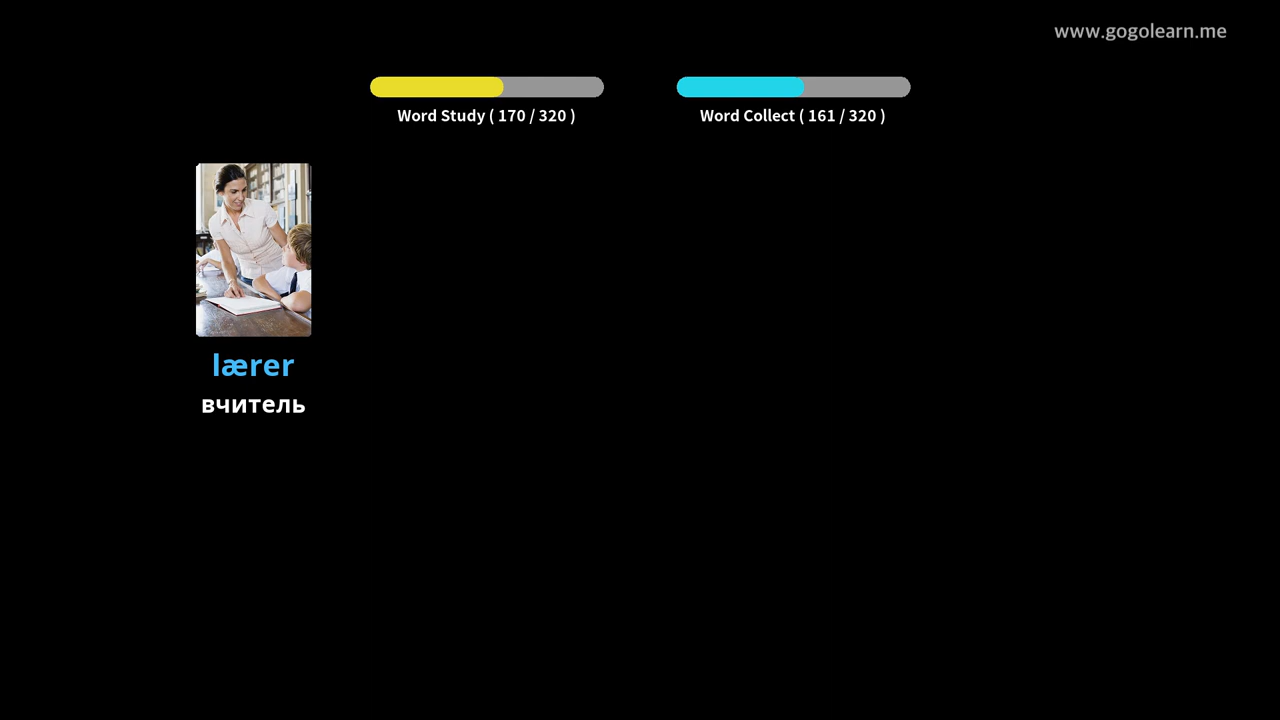 www.gogolearn.me
Word Study ( 170 / 320 )
Word Collect ( 161 / 320 )
lærer
вчитель